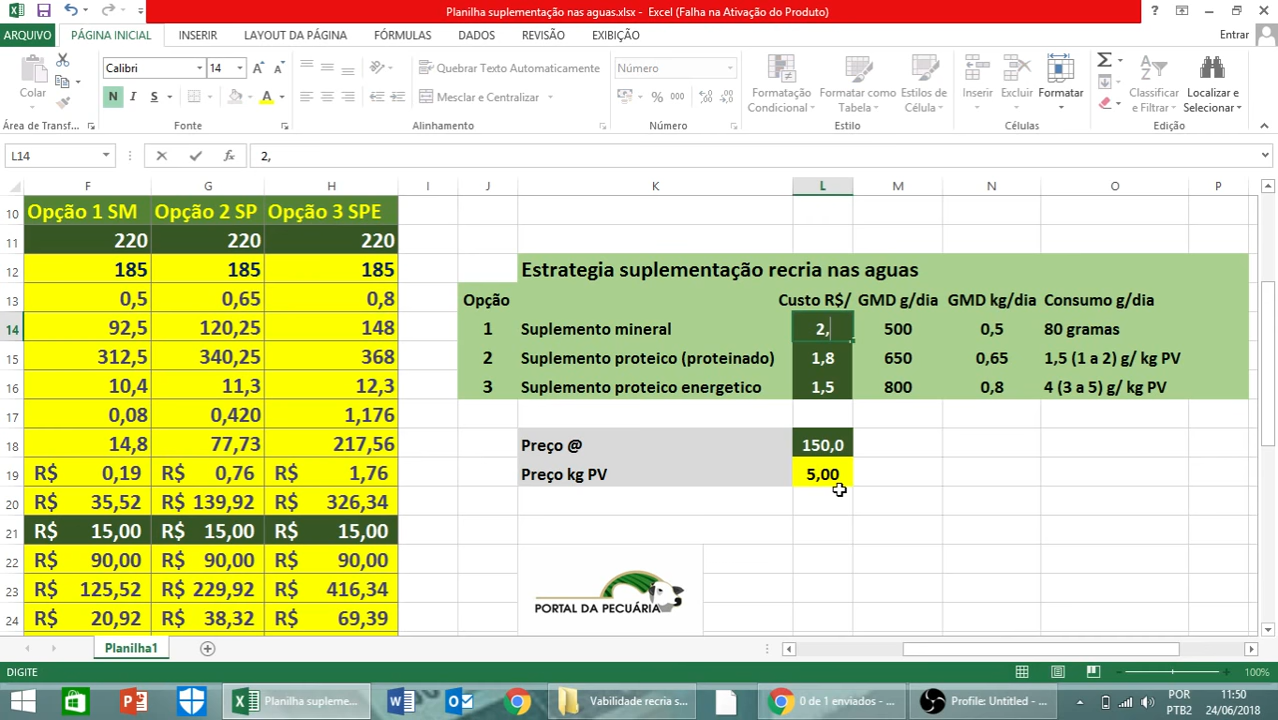 Planilha suplementação nas aguas.xlsx - Excel (Falha na Ativação do Produto)
ARQUIVO PÁGINA INICIAL INSERIR LAYOUT DA PÁGINA FÓRMULAS DADOS REVISÃO EXIBIÇÃO Entrar
Calibri 14 Quebrar Texto Automaticamente Número
Colar N I S A Mesclar e Centralizar % 000 Formatação Condicional Formatar como Tabela Estilos de Célula Inserir Excluir Formatar Classificar e Filtrar Localizar e Selecionar
Área de Transf... Fonte Alinhamento Número Estilo Células Edição
L14 fx 2,
F G H I J K L M N O P
10 Opção 1 SM Opção 2 SP Opção 3 SPE
11 220 220 220
12 185 185 185 Estrategia suplementação recria nas aguas
13 0,5 0,65 0,8 Opção Custo R$/ GMD g/dia GMD kg/dia Consumo g/dia
14 92,5 120,25 148 1 Suplemento mineral 2, 500 0,5 80 gramas
15 312,5 340,25 368 2 Suplemento proteico (proteinado) 1,8 650 0,65 1,5 (1 a 2) g/ kg PV
16 10,4 11,3 12,3 3 Suplemento proteico energetico 1,5 800 0,8 4 (3 a 5) g/ kg PV
17 0,08 0,420 1,176
18 14,8 77,73 217,56 Preço @ 150,0
19 R$ 0,19 R$ 0,76 R$ 1,76 Preço kg PV 5,00
20 R$ 35,52 R$ 139,92 R$ 326,34
21 R$ 15,00 R$ 15,00 R$ 15,00
22 R$ 90,00 R$ 90,00 R$ 90,00
23 R$ 125,52 R$ 229,92 R$ 416,34
24 R$ 20,92 R$ 38,32 R$ 69,39
PORTAL DA PECUÁRIA
Planilha1
DIGITE 100%
Planilha supleme... Vabilidade recria s... 0 de 1 enviados - ... Profile: Untitled - ... POR PTB2 11:50 24/06/2018